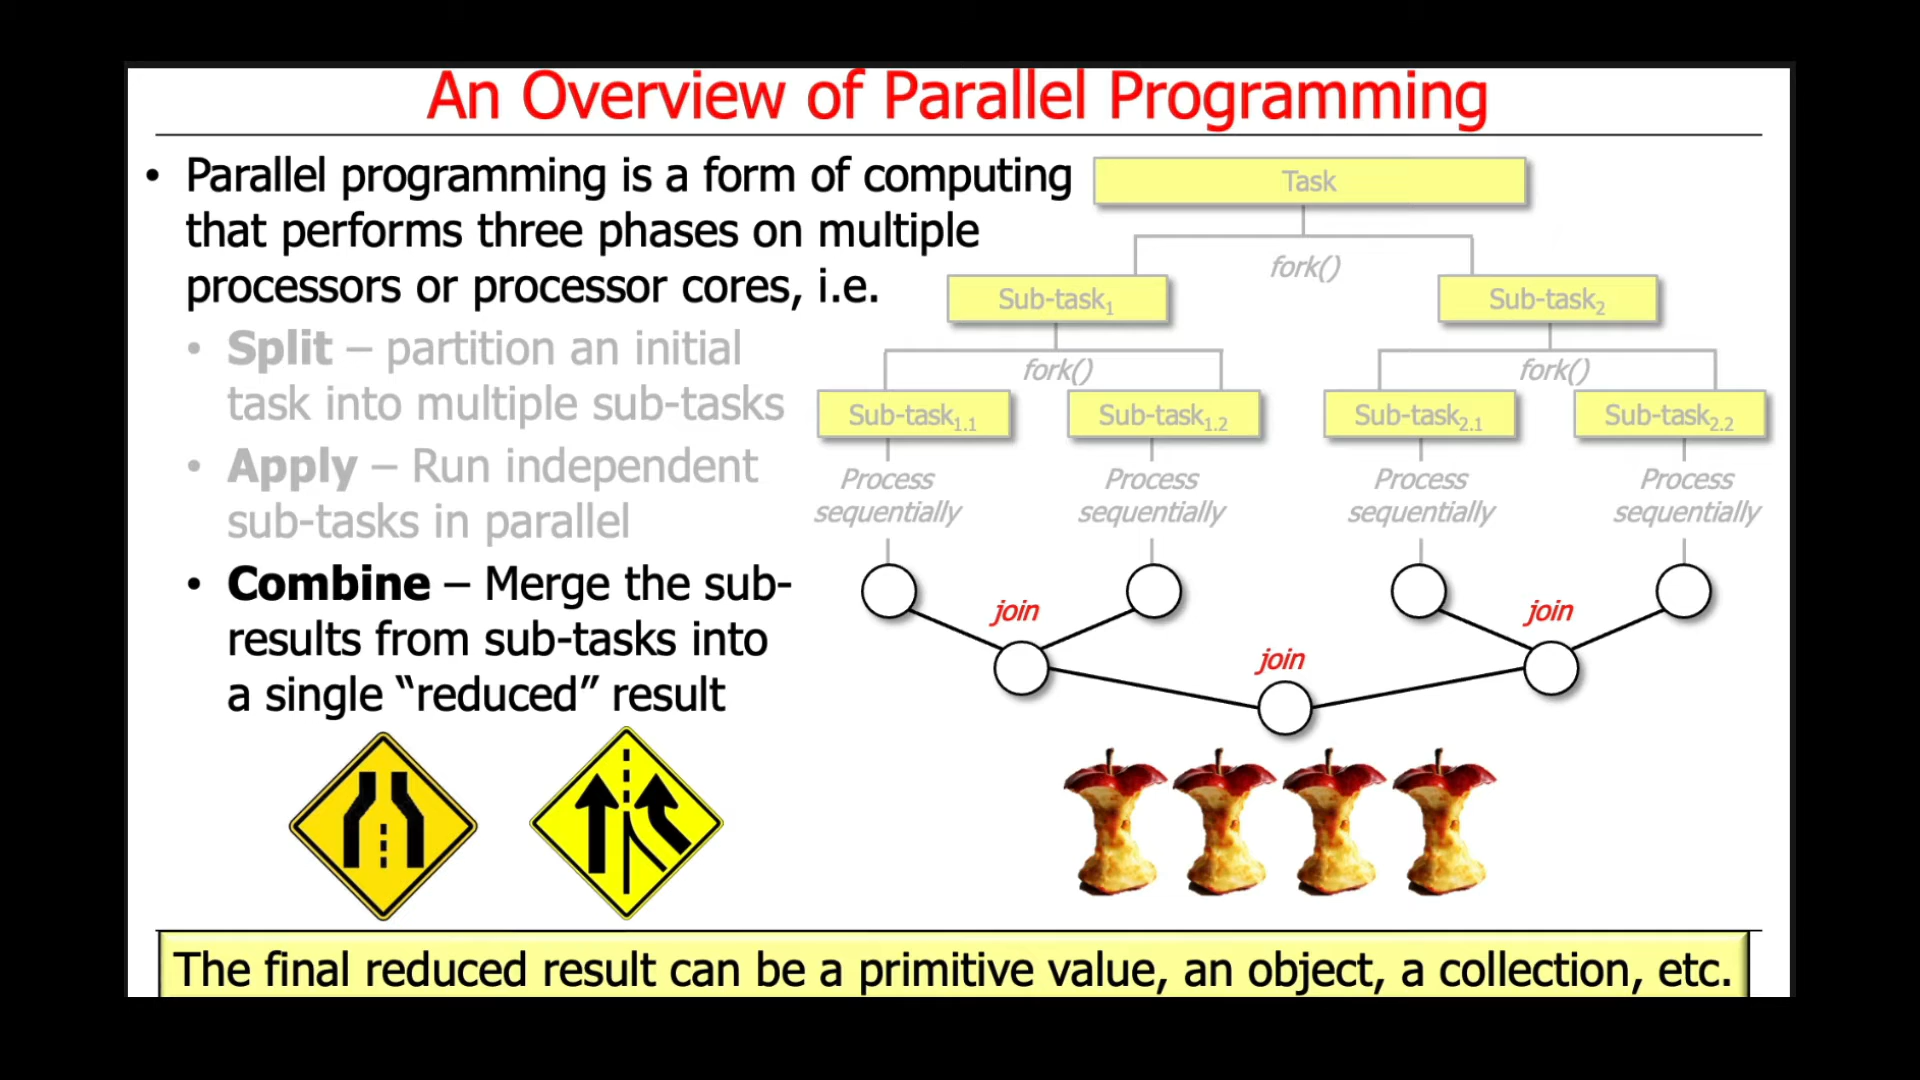 An Overview of Parallel Programming
• Parallel programming is a form of computing
that performs three phases on multiple
processors or processor cores, i.e.
• Split – partition an initial
task into multiple sub-tasks
• Apply – Run independent
sub-tasks in parallel
• Combine – Merge the sub-
results from sub-tasks into
a single “reduced” result
Task
fork()
Sub-task1
Sub-task2
fork()
fork()
Sub-task1.1
Sub-task1.2
Sub-task2.1
Sub-task2.2
Process
sequentially
Process
sequentially
Process
sequentially
Process
sequentially
join
join
join
The final reduced result can be a primitive value, an object, a collection, etc.